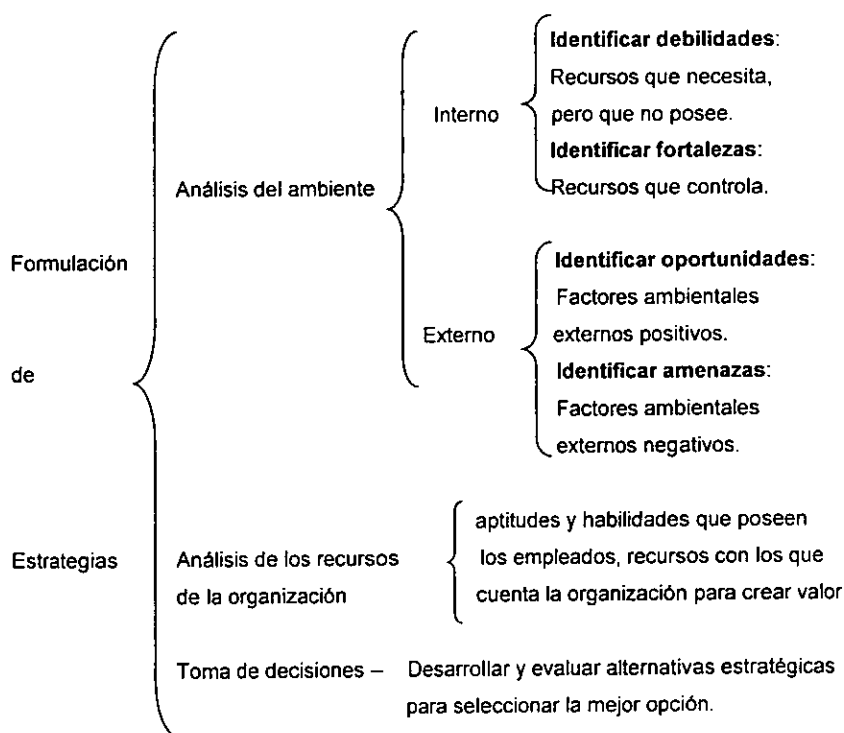 Formulación
de
Estrategias
Análisis del ambiente
Interno
Identificar debilidades:
Recursos que necesita,
pero que no posee.
Identificar fortalezas:
Recursos que controla.
Externo
Identificar oportunidades:
Factores ambientales
externos positivos.
Identificar amenazas:
Factores ambientales
externos negativos.
Análisis de los recursos
de la organización
aptitudes y habilidades que poseen
los empleados, recursos con los que
cuenta la organización para crear valor
Toma de decisiones – Desarrollar y evaluar alternativas estratégicas
para seleccionar la mejor opción.